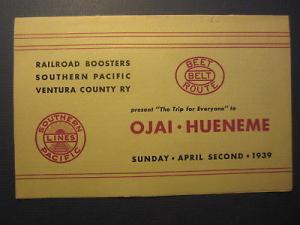 RAILROAD BOOSTERS
SOUTHERN PACIFIC
VENTURA COUNTY RY
BEET
BELT
ROUTE
present "The Trip for Everyone" to
OJAI · HUENEME
SOUTHERN
LINES
PACIFIC
SUNDAY · APRIL SECOND · 1939